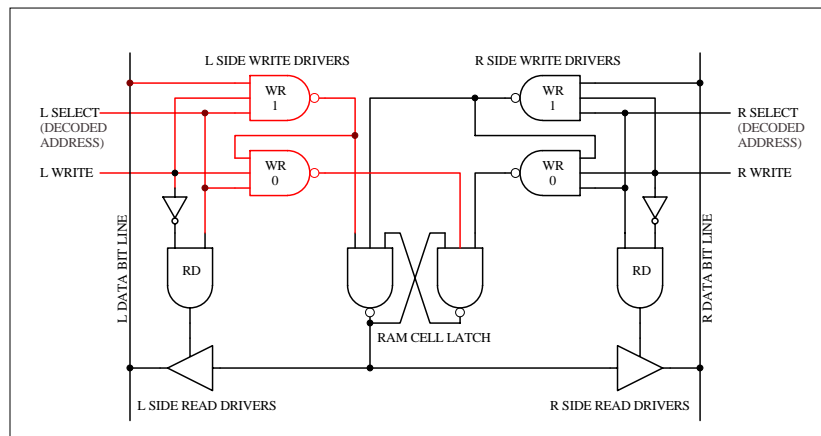 L SIDE WRITE DRIVERS
R SIDE WRITE DRIVERS
WR
1
WR
1
L SELECT
(DECODED
ADDRESS)
R SELECT
(DECODED
ADDRESS)
WR
0
WR
0
L WRITE
R WRITE
L DATA BIT LINE
R DATA BIT LINE
RD
RD
RAM CELL LATCH
L SIDE READ DRIVERS
R SIDE READ DRIVERS